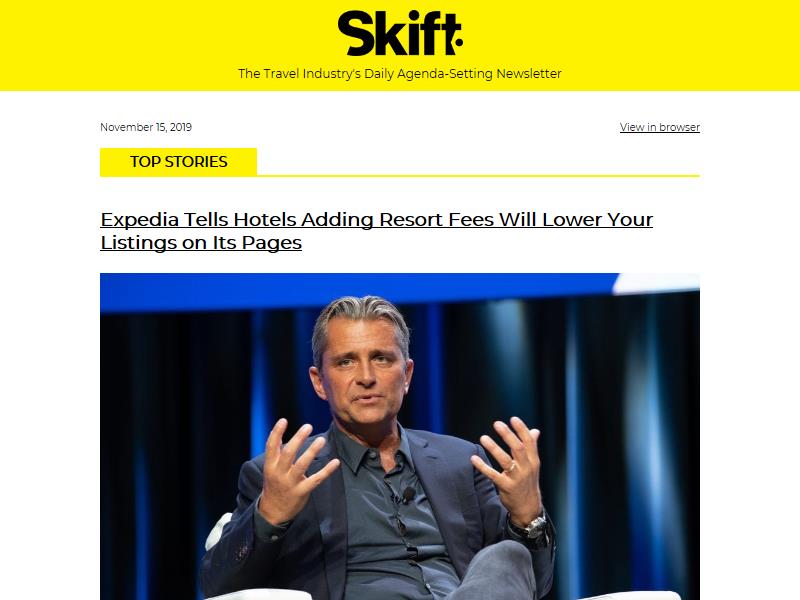 Skift
The Travel Industry's Daily Agenda-Setting Newsletter
November 15, 2019
View in browser
TOP STORIES
Expedia Tells Hotels Adding Resort Fees Will Lower Your
Listings on Its Pages